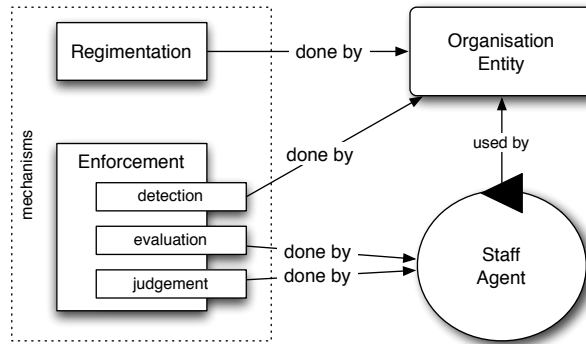 Regimentation
done by
Organisation
Entity
mechanisms
Enforcement
detection
done by
used by
evaluation
done by
judgement
done by
Staff
Agent